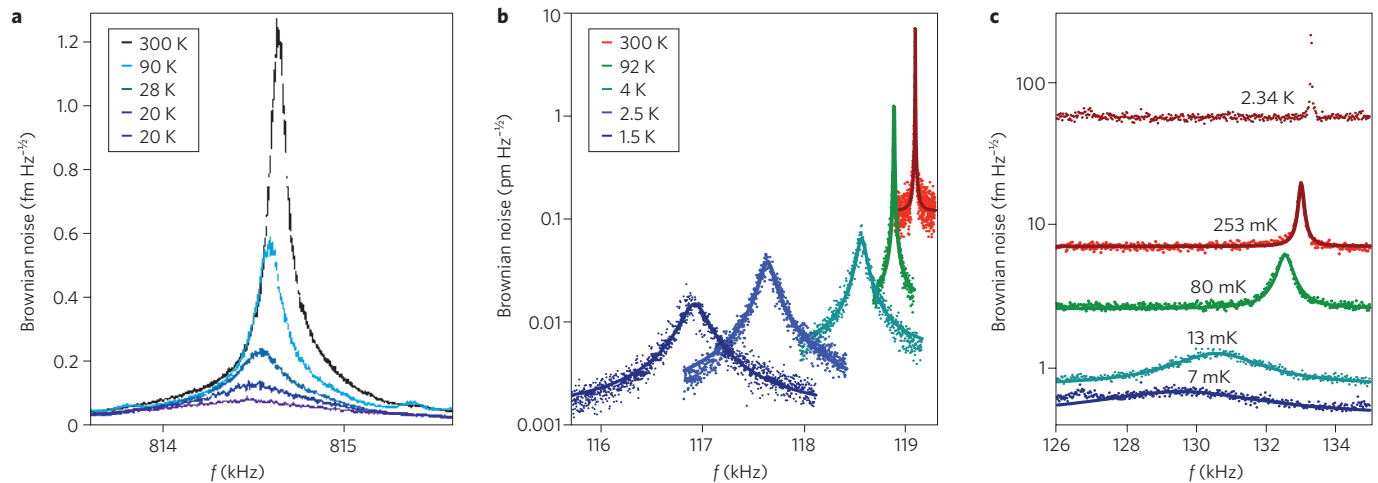 a
Brownian noise (fm Hz⁻½)
1.2
1.0
0.8
0.6
0.4
0.2
0
300 K
90 K
28 K
20 K
20 K
814
815
f (kHz)
b
Brownian noise (pm Hz⁻½)
10
1
0.1
0.01
0.001
300 K
92 K
4 K
2.5 K
1.5 K
116
117
118
119
f (kHz)
c
Brownian noise (fm Hz⁻½)
100
10
1
2.34 K
253 mK
80 mK
13 mK
7 mK
126
128
130
132
134
f (kHz)